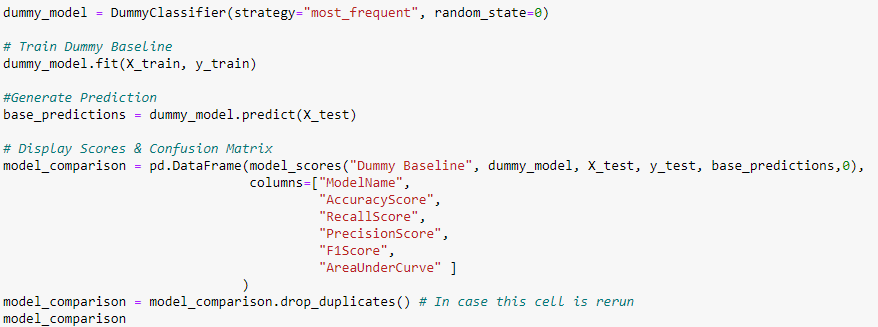 dummy_model = DummyClassifier(strategy="most_frequent", random_state=0)
# Train Dummy Baseline
dummy_model.fit(X_train, y_train)
#Generate Prediction
base_predictions = dummy_model.predict(X_test)
# Display Scores & Confusion Matrix
model_comparison = pd.DataFrame(model_scores("Dummy Baseline", dummy_model, X_test, y_test, base_predictions,0),
columns=["ModelName",
"AccuracyScore",
"RecallScore",
"PrecisionScore",
"F1Score",
"AreaUnderCurve" ]
)
model_comparison = model_comparison.drop_duplicates() # In case this cell is rerun
model_comparison